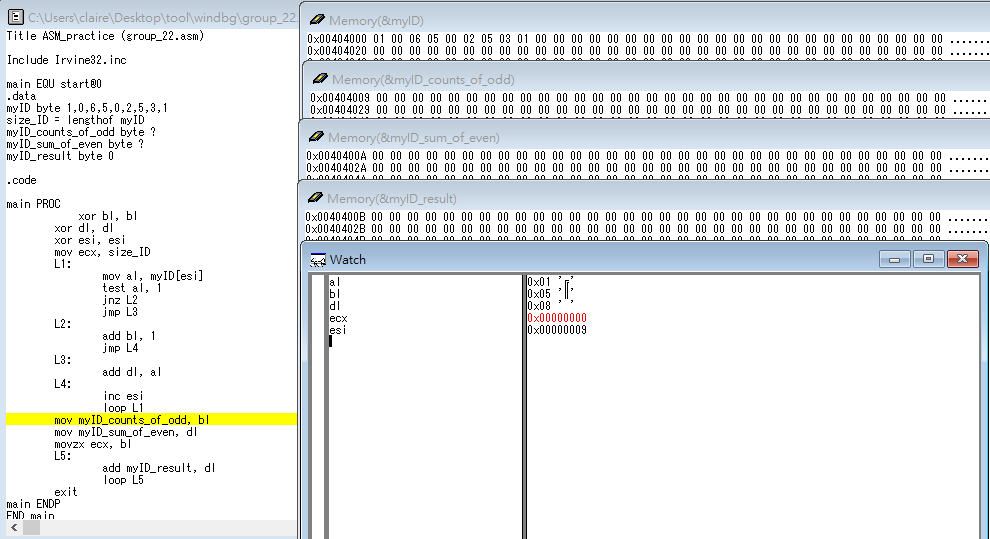 C:\Users\claire\Desktop\tool\windbg\group_22.
Title ASM_practice (group_22.asm)
Include Irvine32.inc
main EQU start@0
.data
myID byte 1,0,6,5,0,2,5,3,1
size_ID = lengthof myID
myID_counts_of_odd byte ?
myID_sum_of_even byte ?
myID_result byte 0
.code
main PROC
xor bl, bl
xor dl, dl
xor esi, esi
mov ecx, size_ID
L1:
mov al, myID[esi]
test al, 1
jnz L2
jmp L3
L2:
add bl, 1
jmp L4
L3:
add dl, al
L4:
inc esi
loop L1
mov myID_counts_of_odd, bl
mov myID_sum_of_even, dl
movzx ecx, bl
L5:
add myID_result, dl
loop L5
exit
main ENDP
END main
Memory(&myID)
0x00404000 01 00 06 05 00 02 05 03 01 00 00 00 00 00 00 00 00 00 00 00 00 00 00 00 00 00 00 00 00 00 00 00 .......
0x00404020 00 00 00 00 00 00 00 00 00 00 00 00 00 00 00 00 00 00 00 00 00 00 00 00 00 00 00 00 00 00 00 00 .......
Memory(&myID_counts_of_odd)
0x00404009 00 00 00 00 00 00 00 00 00 00 00 00 00 00 00 00 00 00 00 00 00 00 00 00 00 00 00 00 00 00 00 00 ......
0x00404029 00 00 00 00 00 00 00 00 00 00 00 00 00 00 00 00 00 00 00 00 00 00 00 00 00 00 00 00 00 00 00 00 ......
Memory(&myID_sum_of_even)
0x0040400A 00 00 00 00 00 00 00 00 00 00 00 00 00 00 00 00 00 00 00 00 00 00 00 00 00 00 00 00 00 00 00 00 ......
0x0040402A 00 00 00 00 00 00 00 00 00 00 00 00 00 00 00 00 00 00 00 00 00 00 00 00 00 00 00 00 00 00 00 00 ......
Memory(&myID_result)
0x0040400B 00 00 00 00 00 00 00 00 00 00 00 00 00 00 00 00 00 00 00 00 00 00 00 00 00 00 00 00 00 00 00 00 .......
0x0040402B 00 00 00 00 00 00 00 00 00 00 00 00 00 00 00 00 00 00 00 00 00 00 00 00 00 00 00 00 00 00 00 00 .......
Watch
al 0x01 ' '
bl 0x05 ' '
dl 0x08 ' '
ecx 0x00000000
esi 0x00000009